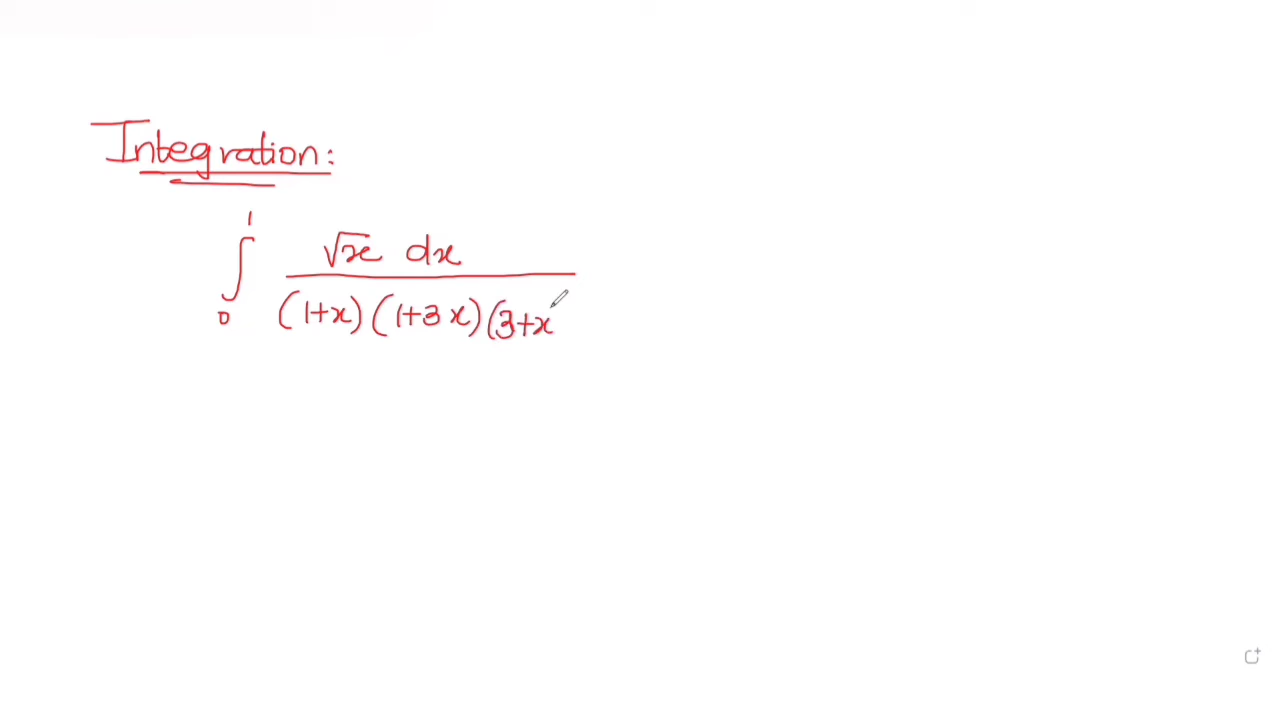 Integration:
∫₀¹ √x dx / (1+x)(1+3x)(3+x